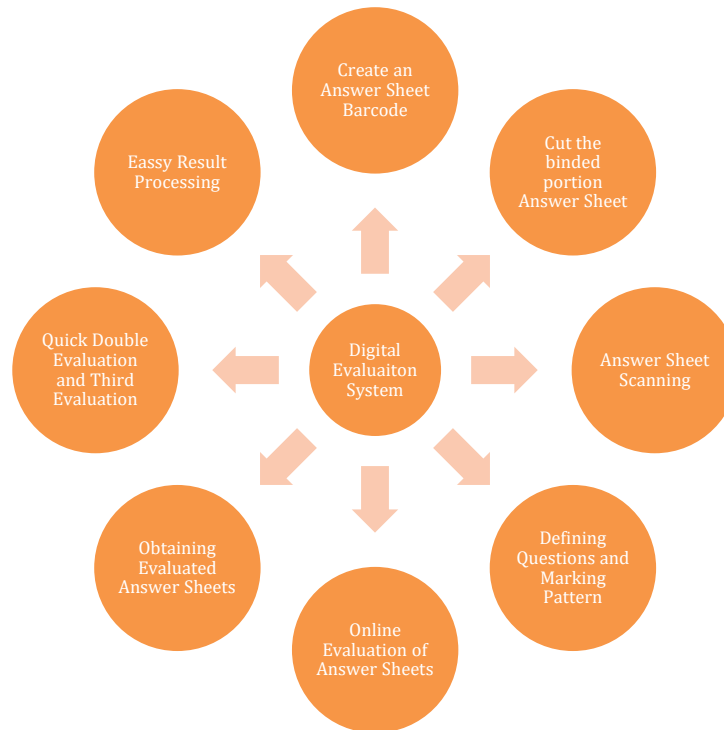 Create an
Answer Sheet
Barcode
Cut the
binded
portion
Answer Sheet
Answer Sheet
Scanning
Defining
Questions and
Marking
Pattern
Online
Evaluation of
Answer Sheets
Obtaining
Evaluated
Answer Sheets
Quick Double
Evaluation
and Third
Evaluation
Eassy Result
Processing
Digital
Evaluaiton
System